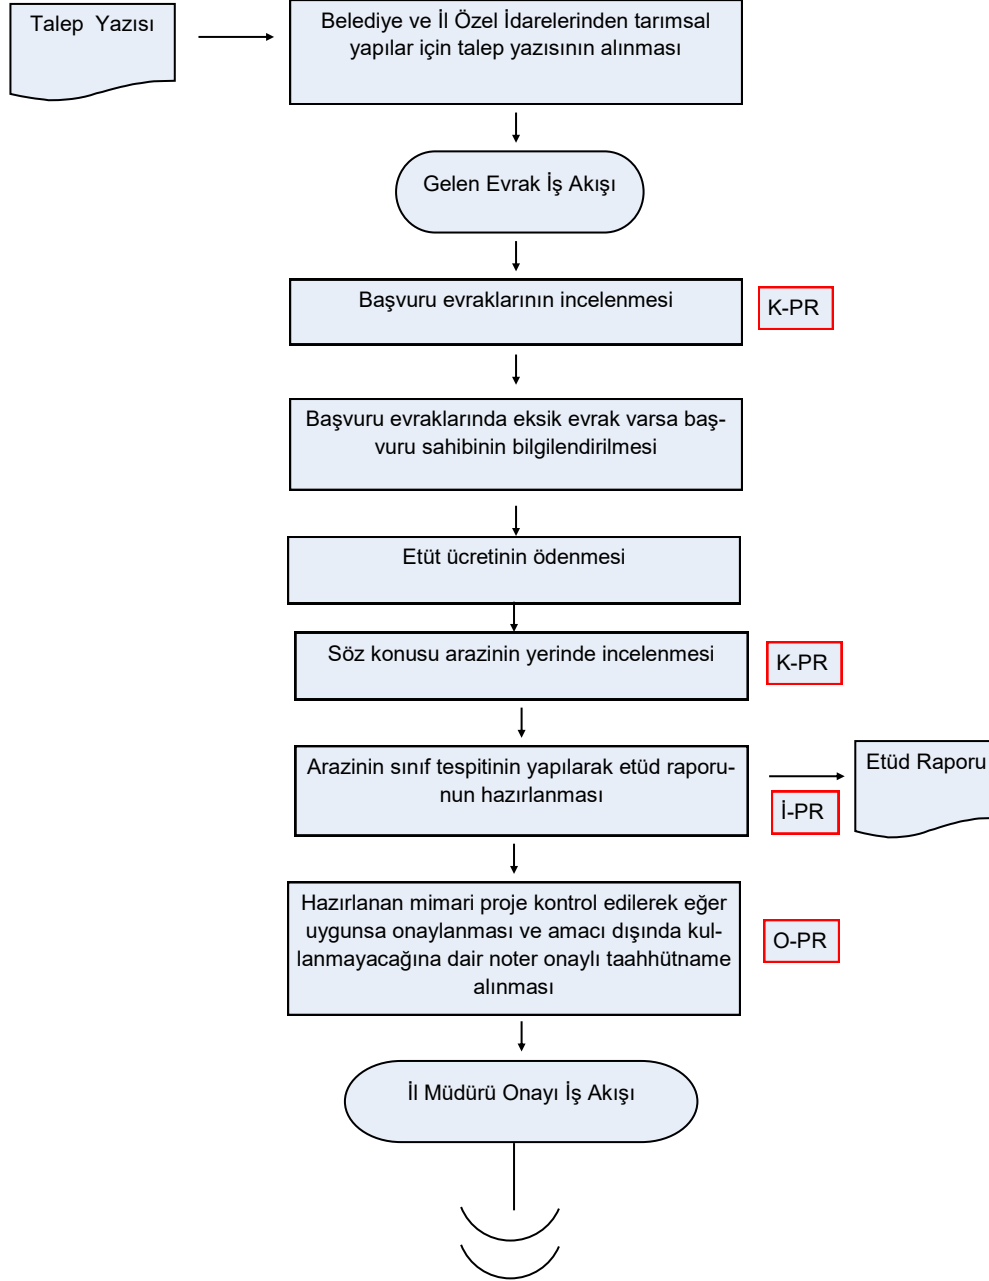 Talep Yazısı
Belediye ve İl Özel İdarelerinden tarımsal
yapılar için talep yazısının alınması
Gelen Evrak İş Akışı
Başvuru evraklarının incelenmesi
K-PR
Başvuru evraklarında eksik evrak varsa baş-
vuru sahibinin bilgilendirilmesi
Etüt ücretinin ödenmesi
Söz konusu arazinin yerinde incelenmesi
K-PR
Arazinin sınıf tespitinin yapılarak etüd raporu-
nun hazırlanması
İ-PR
Etüd Raporu
Hazırlanan mimari proje kontrol edilerek eğer
uygunsa onaylanması ve amacı dışında kul-
lanmayacağına dair noter onaylı taahhütname
alınması
O-PR
İl Müdürü Onayı İş Akışı